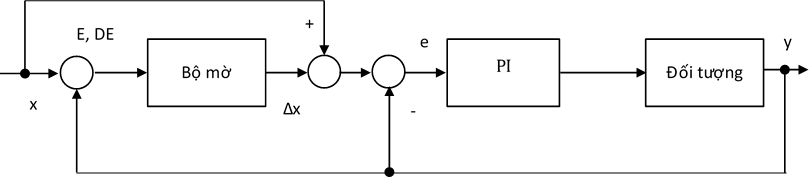 +
E, DE
e
y
Bộ mờ
PI
Đối tượng
x
Δx
-